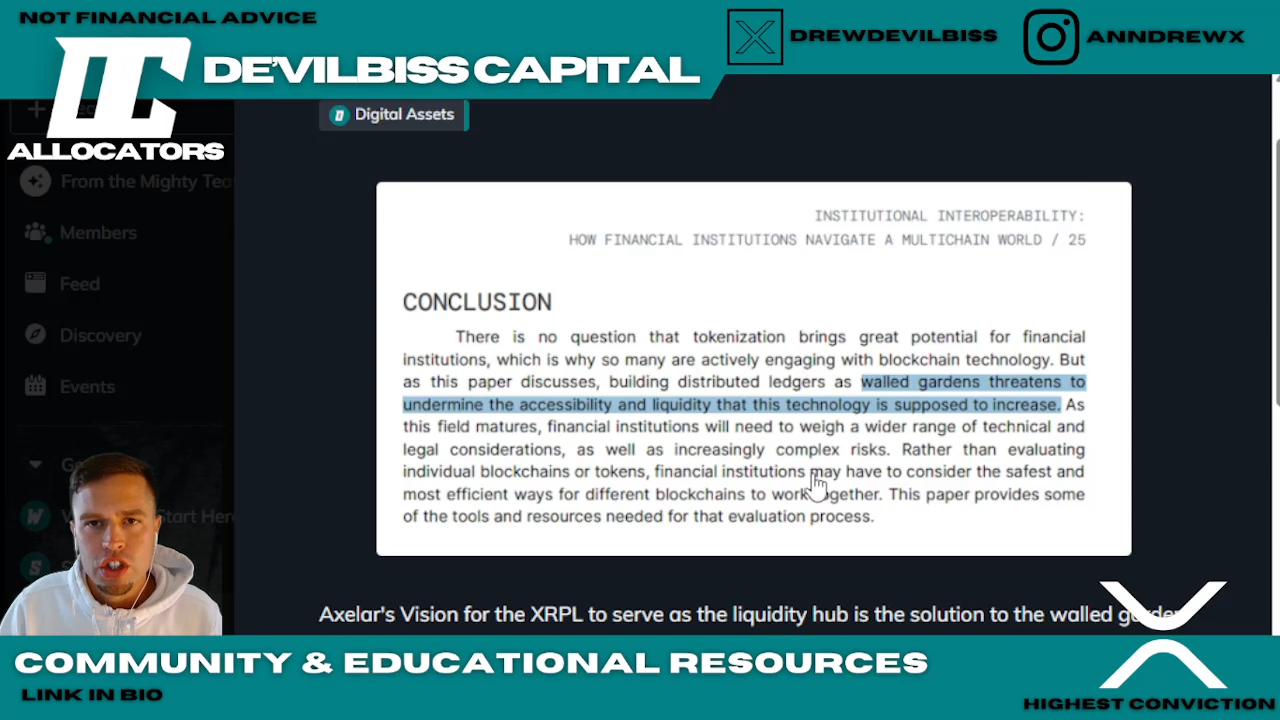 NOT FINANCIAL ADVICE
DE'VILBISS CAPITAL
ALLOCATORS
DREWDEVILBISS
ANNDREWX
Digital Assets
From the Mighty
Members
Feed
Discovery
Events
Start Here
INSTITUTIONAL INTEROPERABILITY:
HOW FINANCIAL INSTITUTIONS NAVIGATE A MULTICHAIN WORLD / 25
CONCLUSION
There is no question that tokenization brings great potential for financial
institutions, which is why so many are actively engaging with blockchain technology. But
as this paper discusses, building distributed ledgers as walled gardens threatens to
undermine the accessibility and liquidity that this technology is supposed to increase. As
this field matures, financial institutions will need to weigh a wider range of technical and
legal considerations, as well as increasingly complex risks. Rather than evaluating
individual blockchains or tokens, financial institutions may have to consider the safest and
most efficient ways for different blockchains to work together. This paper provides some
of the tools and resources needed for that evaluation process.
Axelar's Vision for the XRPL to serve as the liquidity hub is the solution to the walled
COMMUNITY & EDUCATIONAL RESOURCES
LINK IN BIO
HIGHEST CONVICTION